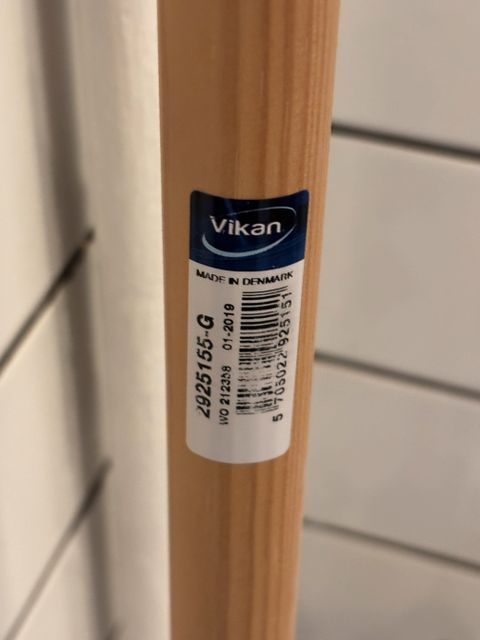 Vikan
MADE IN DENMARK
2925155-G
WO 212358 01-2019
5 705022 925151